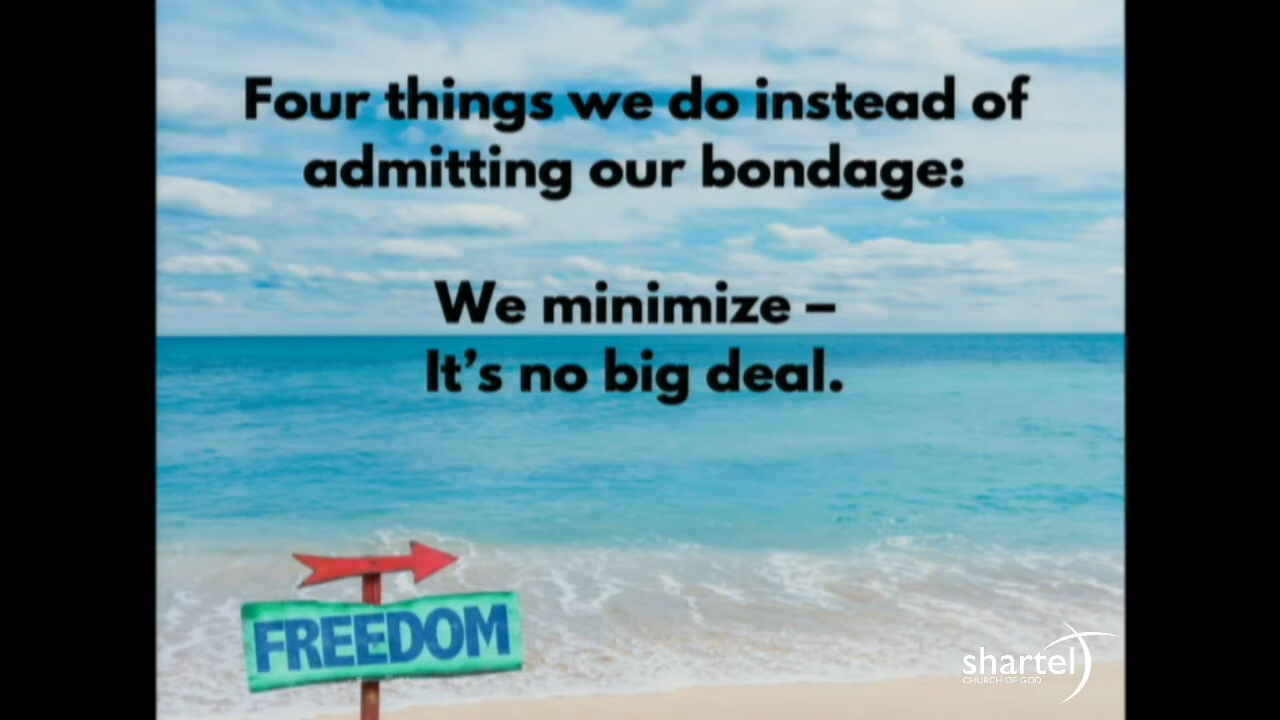 Four things we do instead of
admitting our bondage:
We minimize –
It’s no big deal.
FREEDOM
shartel
CHURCH OF GOD